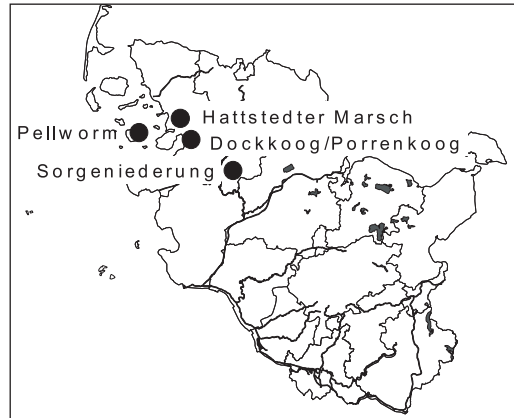 Hattstedter Marsch
Pellworm
Dockkoog/Porrenkoog
Sorgeniederung